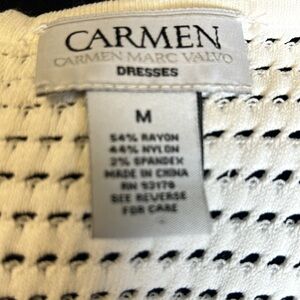 CARMEN
CARMEN MARC VALVO
DRESSES
M
54% RAYON
44% NYLON
2% SPANDEX
MADE IN CHINA
RN 93176
SEE REVERSE
FOR CARE